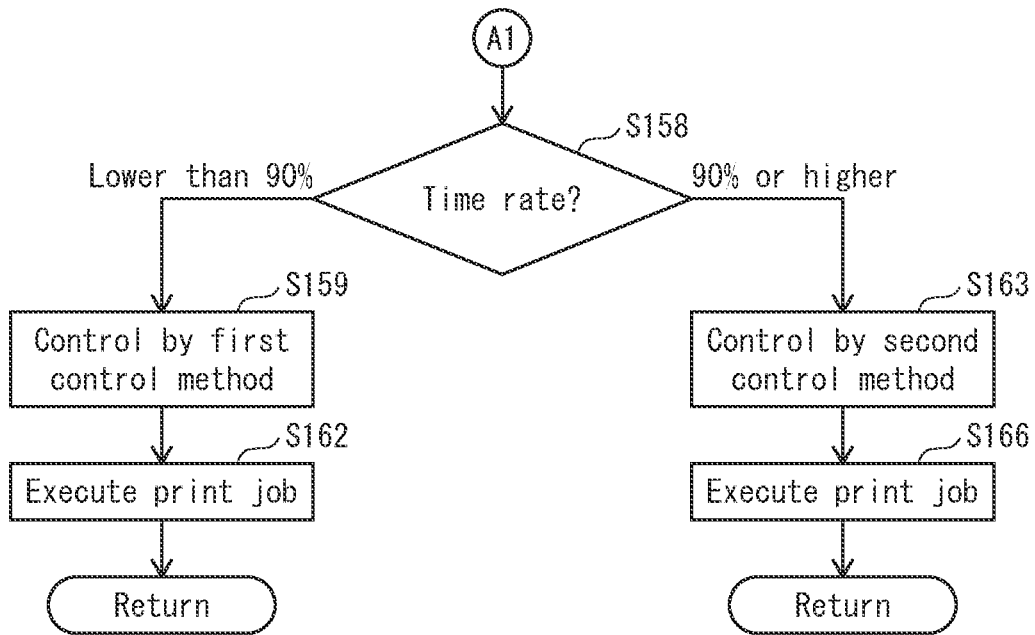 A1
S158
Lower than 90%
Time rate?
90% or higher
S159
Control by first
control method
S162
Execute print job
Return
S163
Control by second
control method
S166
Execute print job
Return